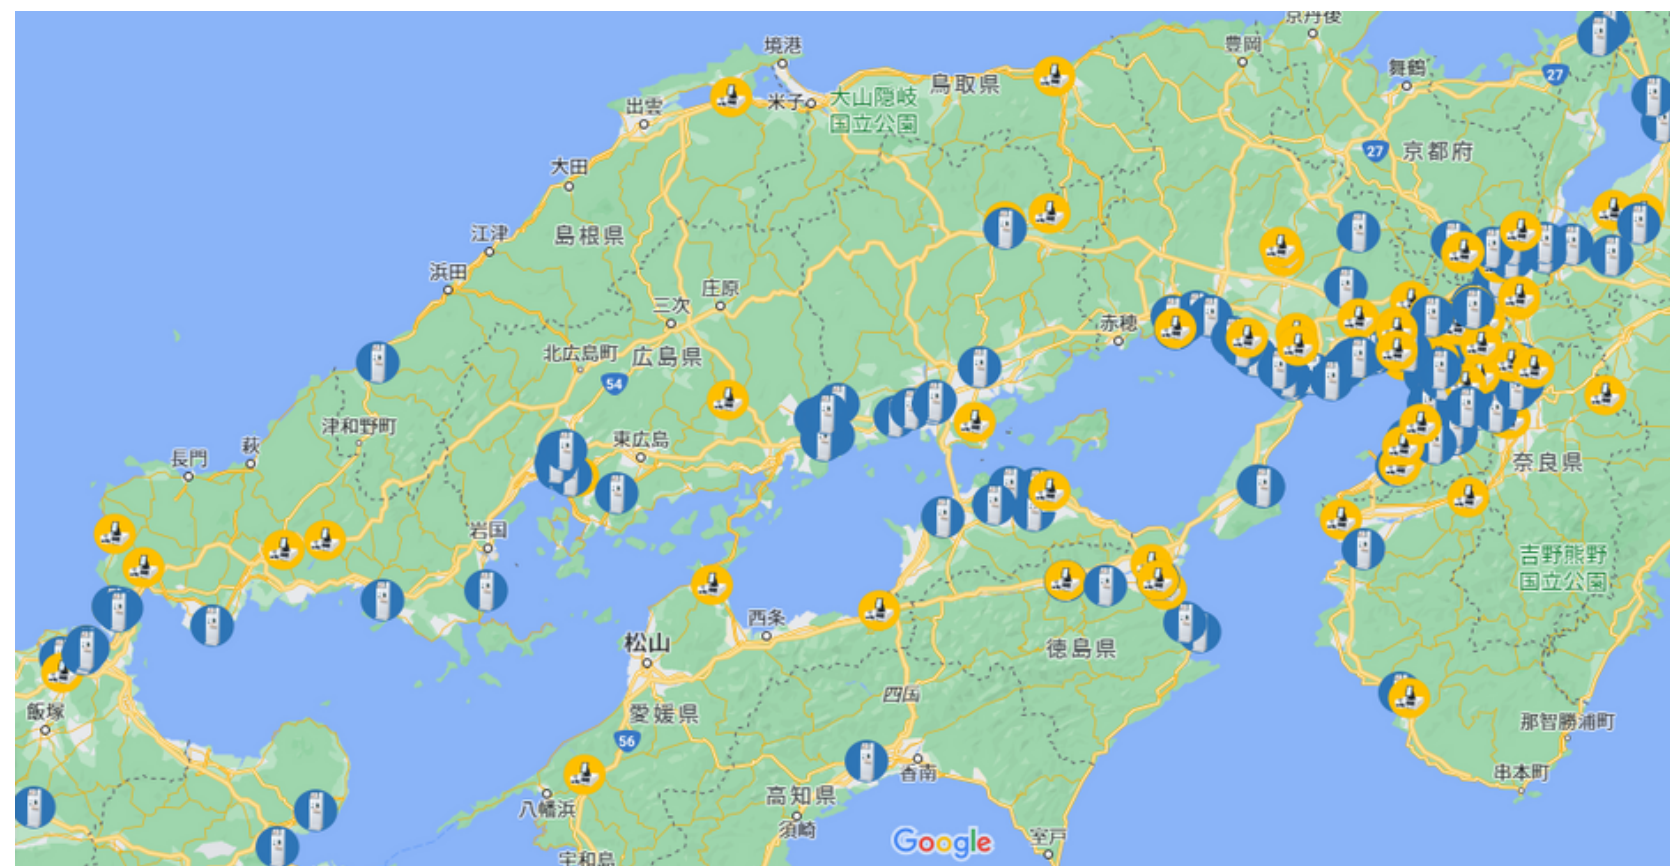 京丹後
境港
豊岡
舞鶴
27
鳥取県
大山隠岐
国立公園
米子
出雲
27
京都府
大田
江津
島根県
浜田
庄原
三次
赤穂
北広島町
広島県
54
津和野町
東広島
萩
長門
奈良県
岩国
吉野熊野
国立公園
西条
松山
徳島県
四国
飯塚
愛媛県
那智勝浦町
56
香南
串本町
高知県
八幡浜
須崎
Google
室戸
宇和島